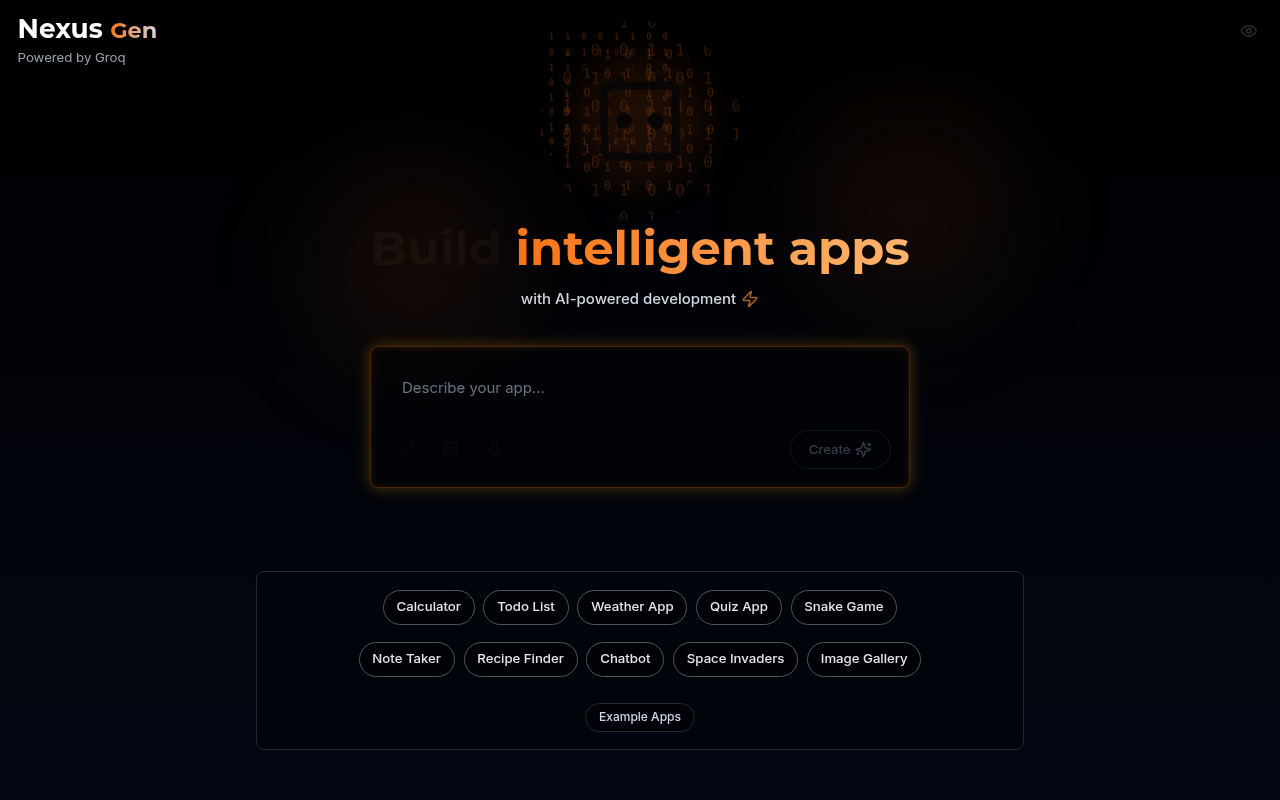 Nexus Gen
Powered by Groq
Build intelligent apps
with AI-powered development
Describe your app...
Create
Calculator
Todo List
Weather App
Quiz App
Snake Game
Note Taker
Recipe Finder
Chatbot
Space Invaders
Image Gallery
Example Apps